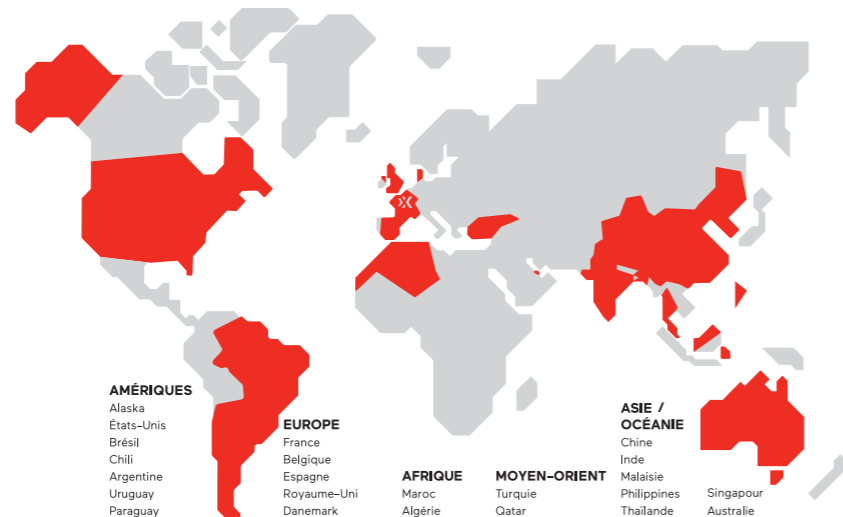 AMÉRIQUES
Alaska
États-Unis
Brésil
Chili
Argentine
Uruguay
Paraguay
EUROPE
France
Belgique
Espagne
Royaume-Uni
Danemark
AFRIQUE
Maroc
Algérie
MOYEN-ORIENT
Turquie
Qatar
ASIE /
OCÉANIE
Chine
Inde
Malaisie
Philippines
Thaïlande
Singapour
Australie